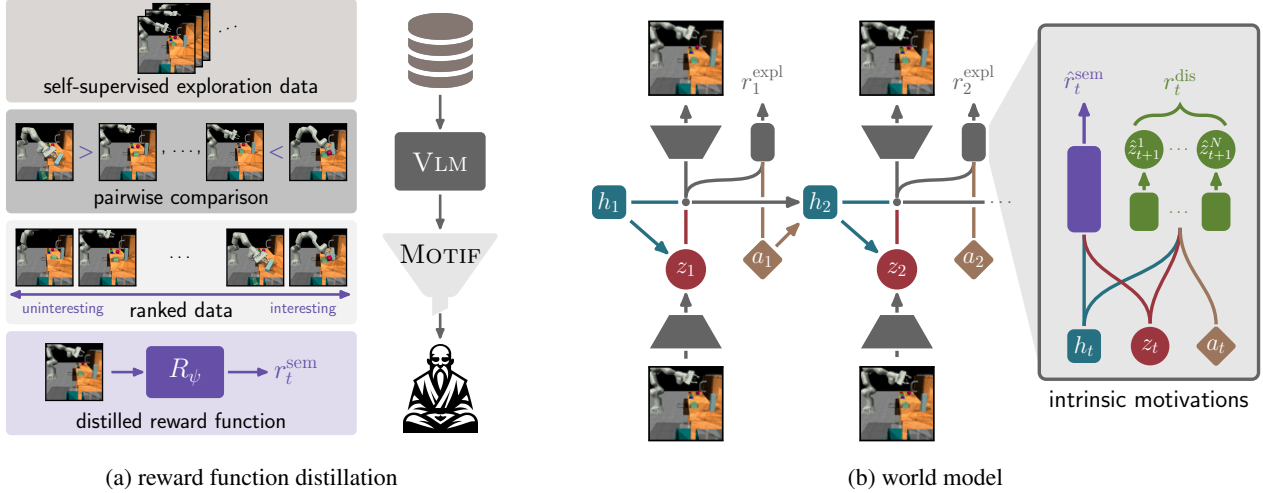 . . .
self-supervised exploration data
> , . . . , <
pairwise comparison
. . .
uninteresting
interesting
ranked data
R_ψ
r_t^sem
distilled reward function
VLM
MOTIF
(a) reward function distillation
r_1^expl
r_2^expl
h_1
h_2
. . .
z_1
a_1
z_2
a_2
r̂_t^sem
r_t^dis
ẑ_{t+1}^1
. . .
ẑ_{t+1}^N
. . .
h_t
z_t
a_t
intrinsic motivations
(b) world model